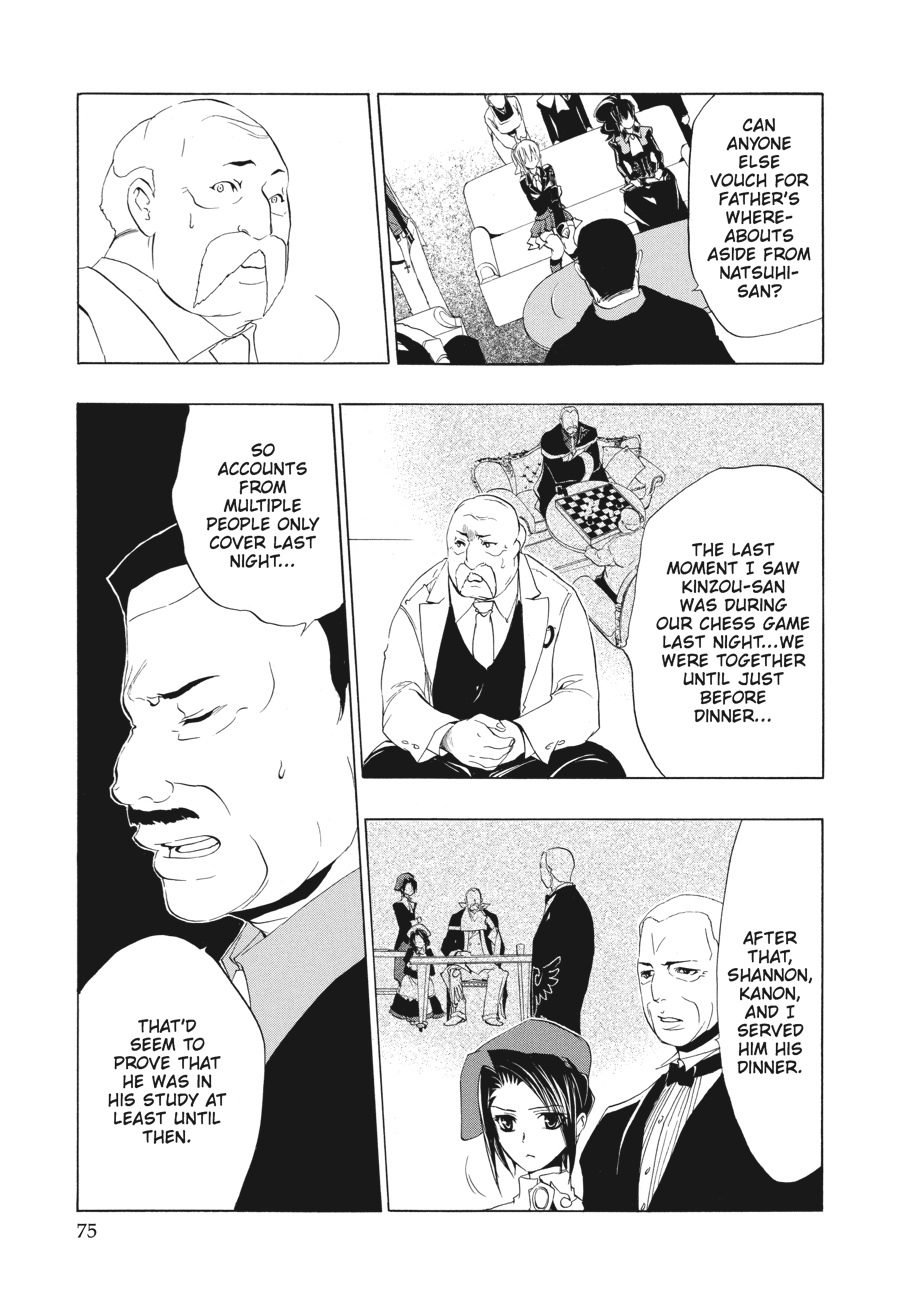 CAN
ANYONE
ELSE
VOUCH FOR
FATHER'S
WHERE-
ABOUTS
ASIDE FROM
NATSUHI-
SAN?
THE LAST
MOMENT I SAW
KINZOU-SAN
WAS DURING
OUR CHESS GAME
LAST NIGHT...WE
WERE TOGETHER
UNTIL JUST
BEFORE
DINNER...
SO
ACCOUNTS
FROM
MULTIPLE
PEOPLE ONLY
COVER LAST
NIGHT...
THAT'D
SEEM TO
PROVE THAT
HE WAS IN
HIS STUDY AT
LEAST UNTIL
THEN.
AFTER
THAT,
SHANNON,
KANON,
AND I
SERVED
HIM HIS
DINNER.
75